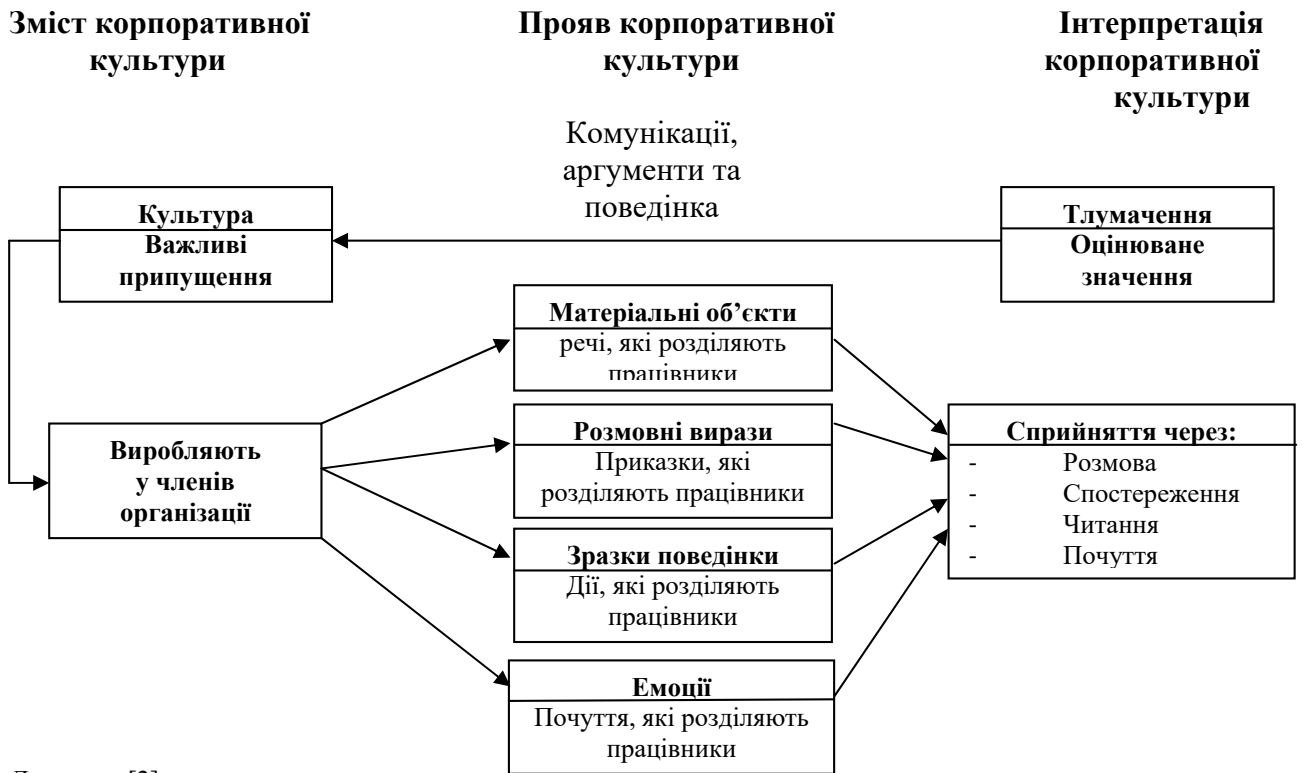 Зміст корпоративної
культури
Прояв корпоративної
культури
Інтерпретація
корпоративної
культури
Комунікації,
аргументи та
поведінка
Культура
Важливі
припущення
Тлумачення
Оцінюване
значення
Матеріальні об’єкти
речі, які розділяють
працівники
Виробляють
у членів
організації
Розмовні вирази
Приказки, які
розділяють працівники
Зразки поведінки
Дії, які розділяють
працівники
Емоції
Почуття, які розділяють
працівники
Сприйняття через:
- Розмова
- Спостереження
- Читання
- Почуття